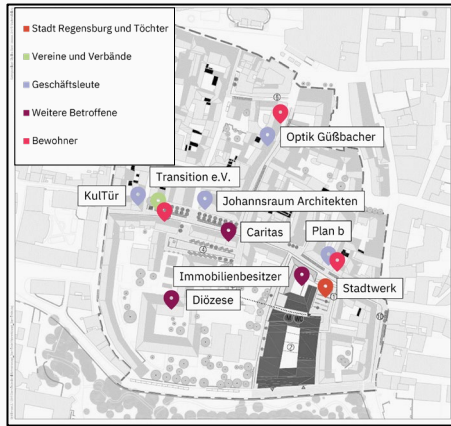 Stadt Regensburg und Töchter
Vereine und Verbände
Geschäftsleute
Weitere Betroffene
Bewohner
Optik Güßbacher
Transition e.V.
KulTür
Johannsraum Architekten
Caritas
Plan b
Immobilienbesitzer
Stadtwerk
Diözese